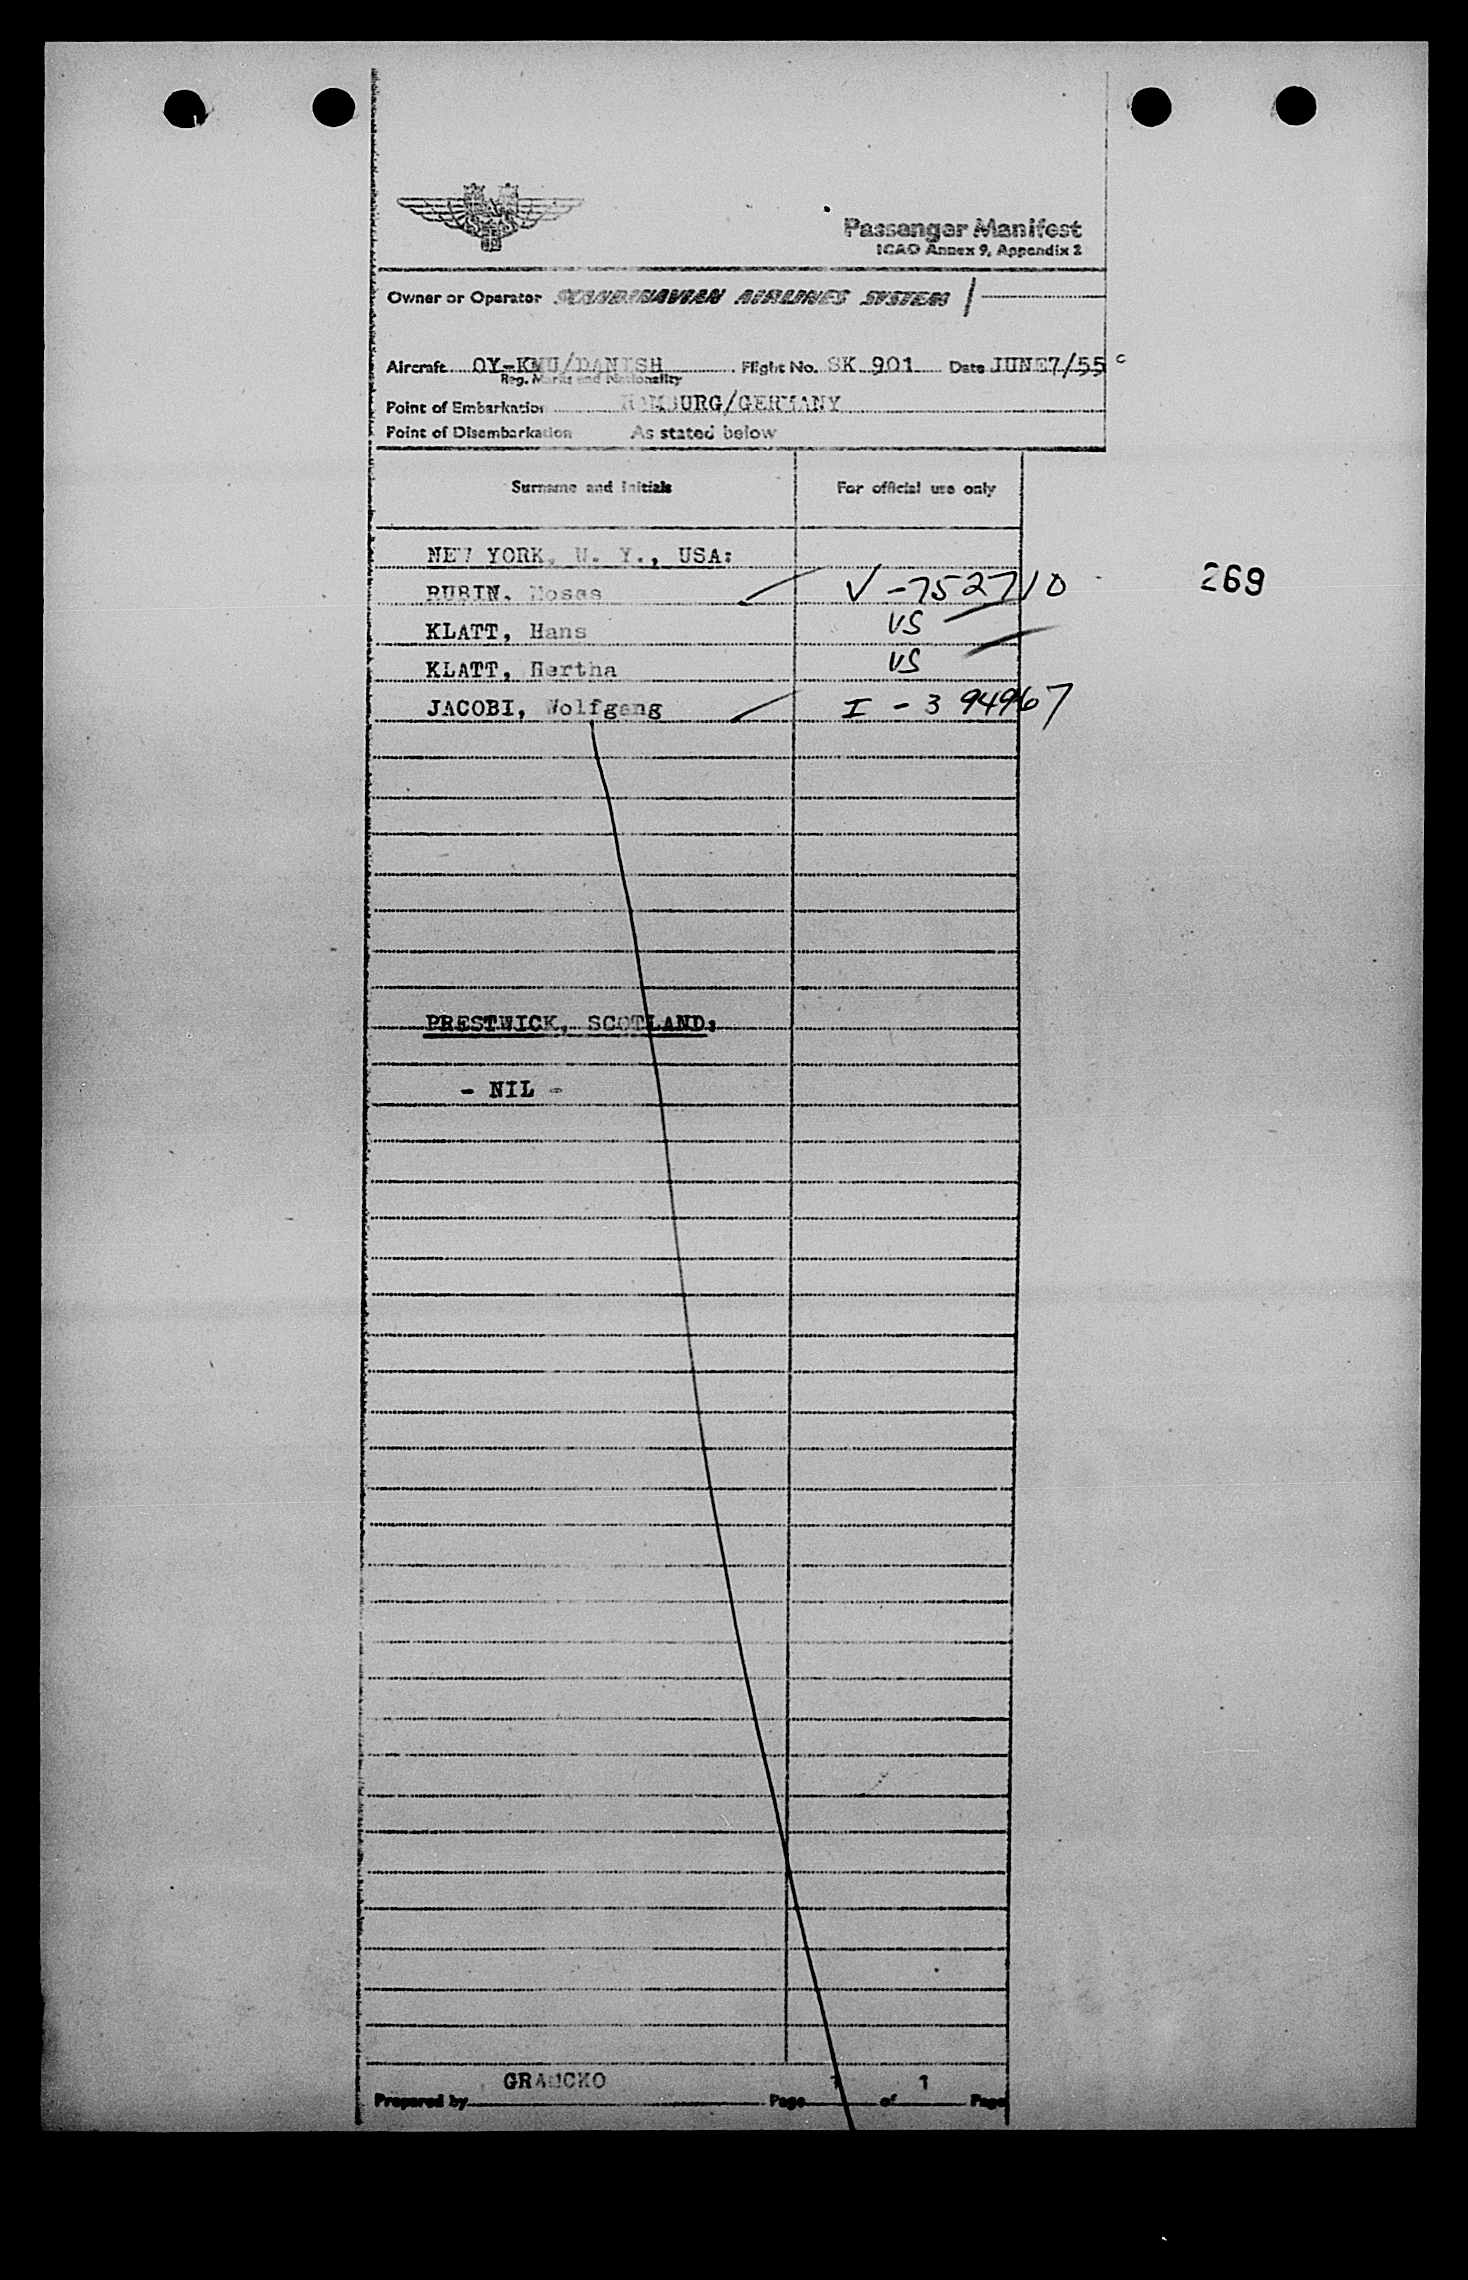 SAS
Passenger Manifest
ICAO Annex 9, Appendix 2
Owner or Operator SCANDINAVIAN AIRLINES SYSTEM
Aircraft OY-KMU/DANISH Flight No. SK 901 Date JUNE7/55
Reg. Marks and Nationality
Point of Embarkation HAMBURG/GERMANY
Point of Disembarkation As stated below
Surname and Initials For official use only
NEW YORK, N. Y., USA:
RUBIN, Moses V-752710 269
KLATT, Hans US
KLATT, Hertha US
JACOBI, Wolfgang I - 394967
PRESTWICK, SCOTLAND:
- NIL -
Prepared by Page 1 of 1 Page